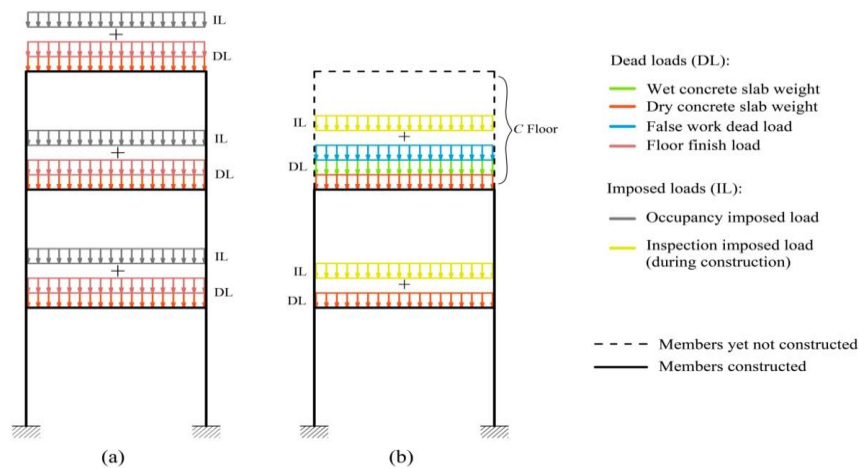 IL
DL
IL
DL
IL
DL
(a)
IL
DL
C Floor
IL
DL
(b)
Dead loads (DL):
Wet concrete slab weight
Dry concrete slab weight
False work dead load
Floor finish load
Imposed loads (IL):
Occupancy imposed load
Inspection imposed load
(during construction)
Members yet not constructed
Members constructed